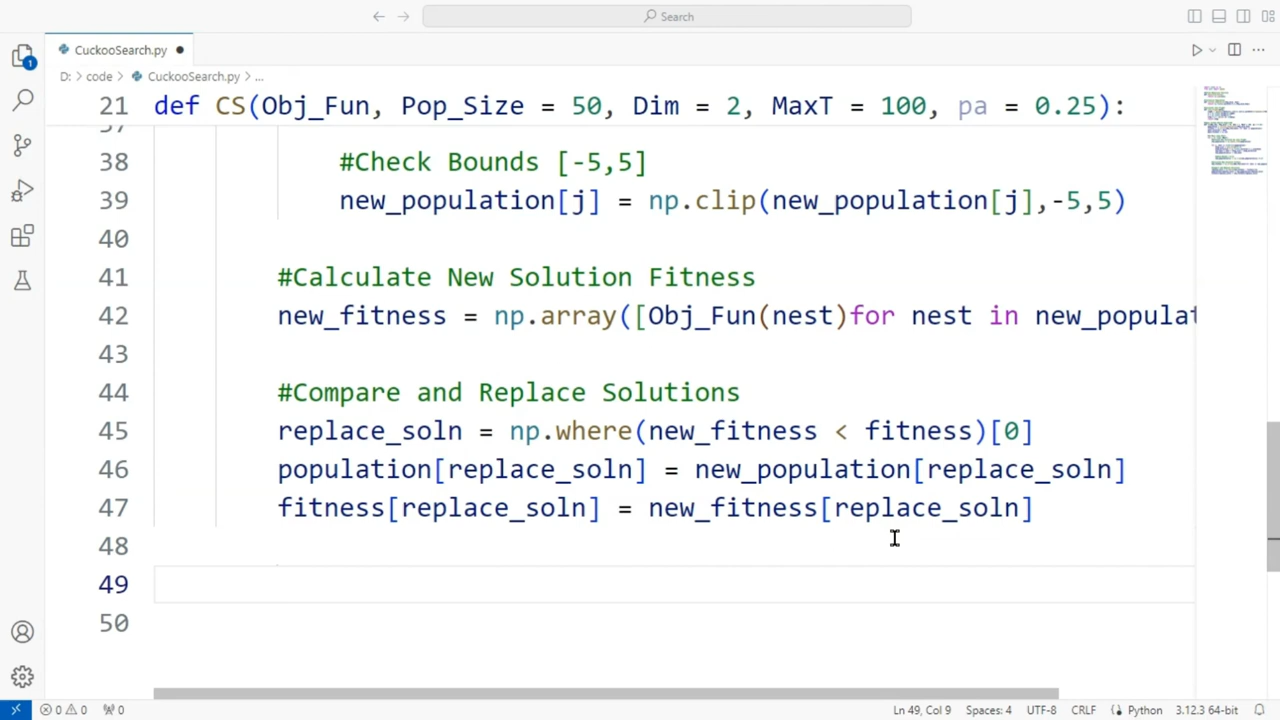 Search
CuckooSearch.py
D: > code > CuckooSearch.py > ...
21 def CS(Obj_Fun, Pop_Size = 50, Dim = 2, MaxT = 100, pa = 0.25):
37
38 #Check Bounds [-5,5]
39 new_population[j] = np.clip(new_population[j],-5,5)
40
41 #Calculate New Solution Fitness
42 new_fitness = np.array([Obj_Fun(nest)for nest in new_populat
43
44 #Compare and Replace Solutions
45 replace_soln = np.where(new_fitness < fitness)[0]
46 population[replace_soln] = new_population[replace_soln]
47 fitness[replace_soln] = new_fitness[replace_soln]
48
49
50
1
0 0 0 Ln 49, Col 9 Spaces: 4 UTF-8 CRLF Python 3.12.3 64-bit